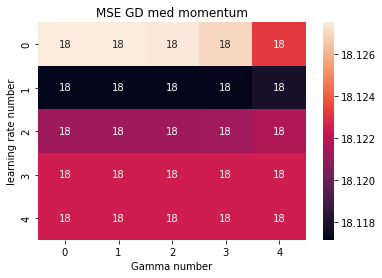 MSE GD med momentum
learning rate number
0 18 18 18 18 18
1 18 18 18 18 18
2 18 18 18 18 18
3 18 18 18 18 18
4 18 18 18 18 18
0 1 2 3 4
Gamma number
18.126
18.124
18.122
18.120
18.118